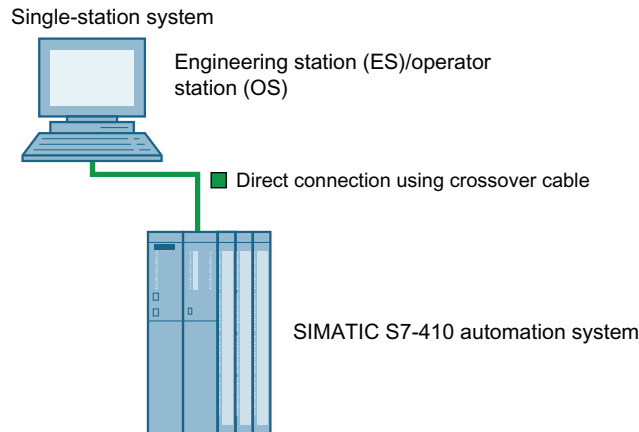 Single-station system
Engineering station (ES)/operator
station (OS)
Direct connection using crossover cable
SIMATIC S7-410 automation system